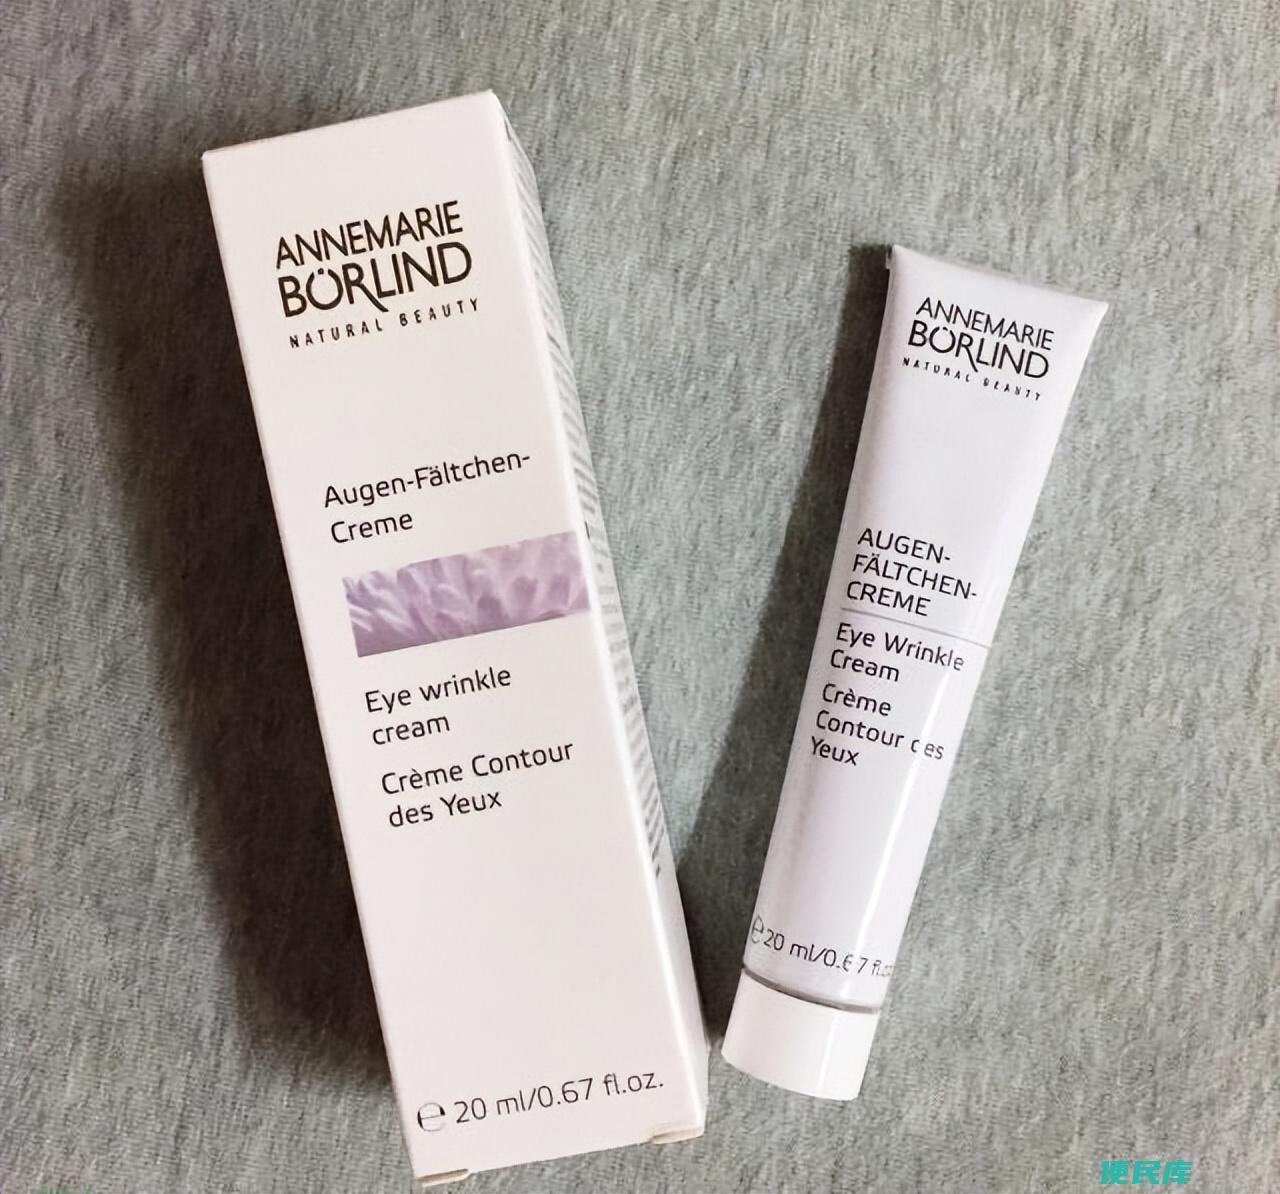 ANNEMARIE
BÖRLIND
NATURAL BEAUTY
Augen-Fältchen-
Creme
Eye wrinkle
cream
Crème Contour
des Yeux
℮ 20 ml/0.67 fl.oz.
ANNEMARIE
BÖRLIND
NATURAL BEAUTY
AUGEN-
FÄLTCHEN-
CREME
Eye Wrinkle
Cream
Crème
Contour des
Yeux
℮ 20 ml/0.67 fl.oz
便民库